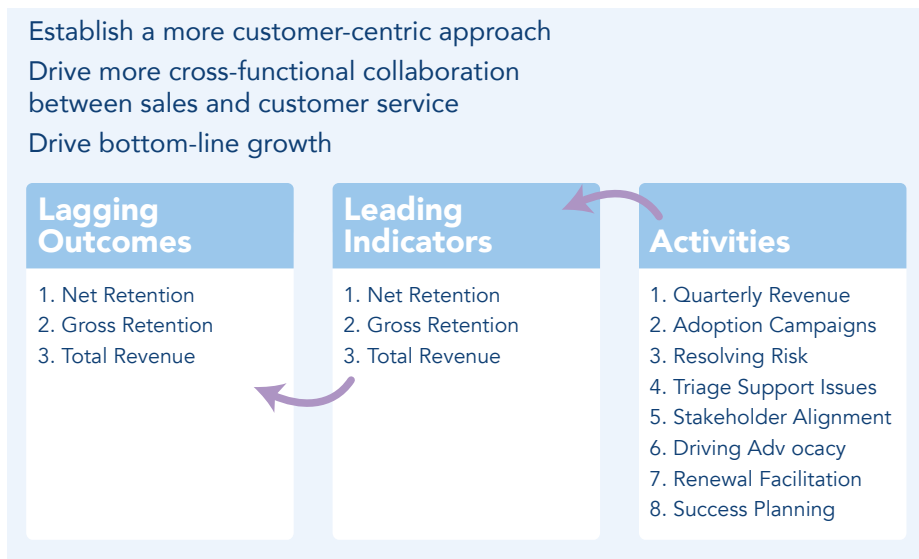 Establish a more customer-centric approach
Drive more cross-functional collaboration
between sales and customer service
Drive bottom-line growth
Lagging
Outcomes
1. Net Retention
2. Gross Retention
3. Total Revenue
Leading
Indicators
1. Net Retention
2. Gross Retention
3. Total Revenue
Activities
1. Quarterly Revenue
2. Adoption Campaigns
3. Resolving Risk
4. Triage Support Issues
5. Stakeholder Alignment
6. Driving Adv ocacy
7. Renewal Facilitation
8. Success Planning